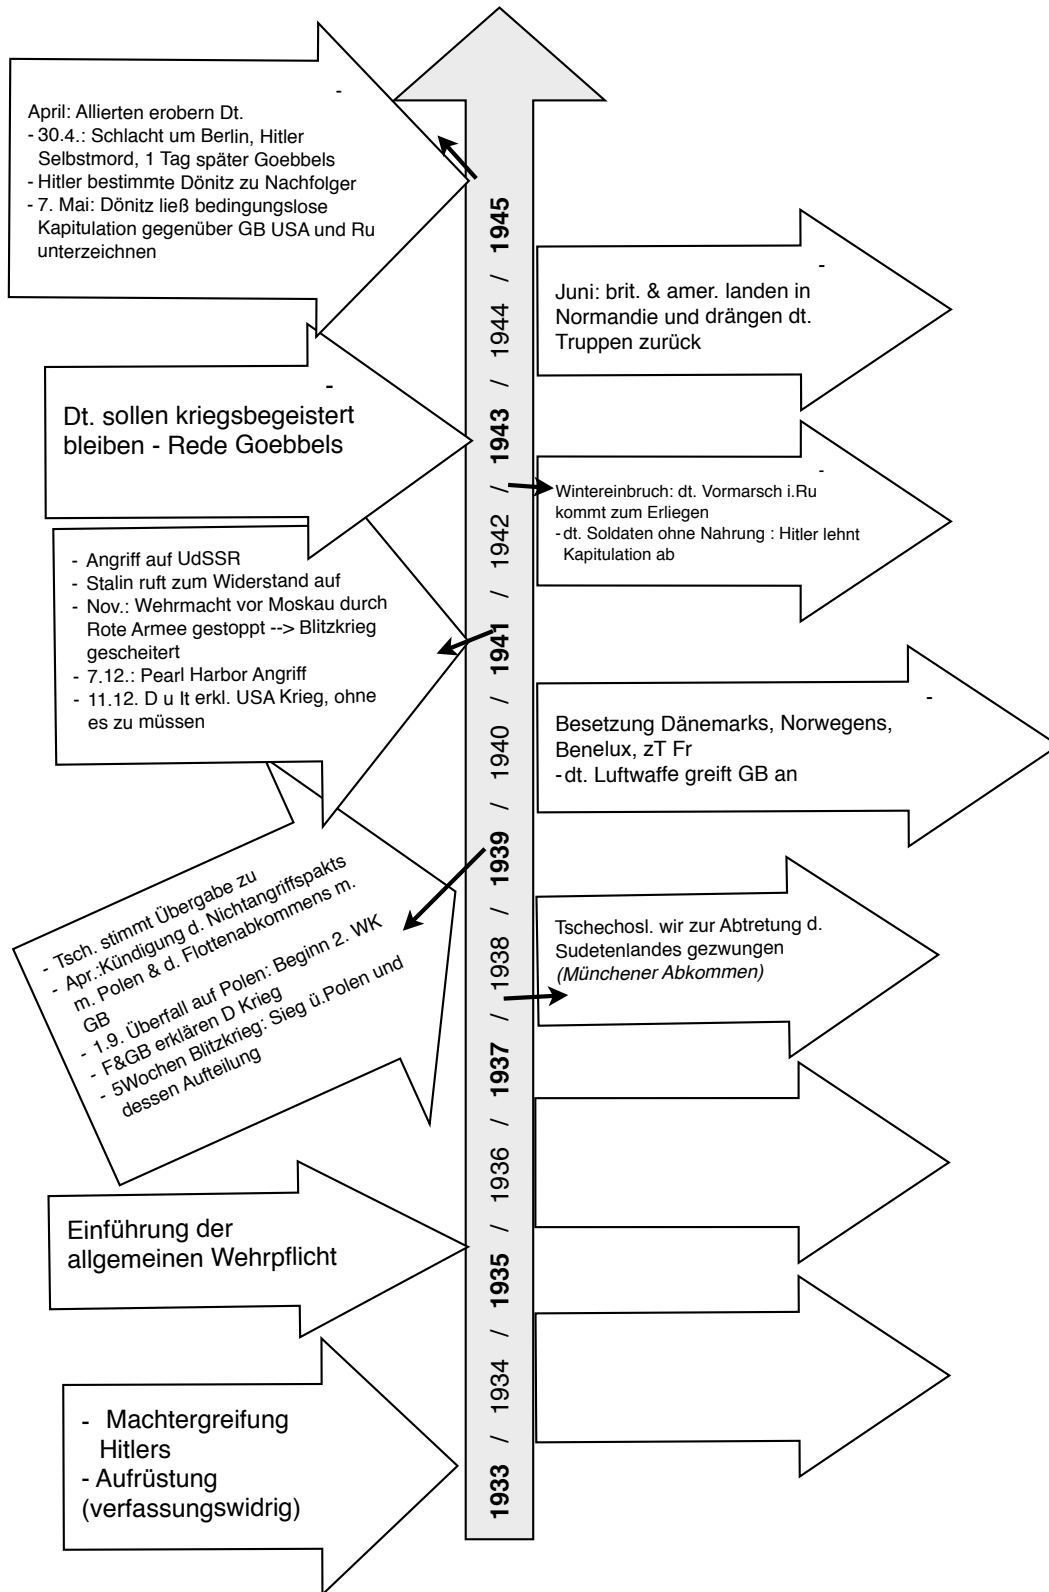 -
April: Allierten erobern Dt.
- 30.4.: Schlacht um Berlin, Hitler
Selbstmord, 1 Tag später Goebbels
- Hitler bestimmte Dönitz zu Nachfolger
- 7. Mai: Dönitz ließ bedingungslose
Kapitulation gegenüber GB USA und Ru
unterzeichnen
-
Juni: brit. & amer. landen in
Normandie und drängen dt.
Truppen zurück
-
Dt. sollen kriegsbegeistert
bleiben - Rede Goebbels
-
Wintereinbruch: dt. Vormarsch i.Ru
kommt zum Erliegen
- dt. Soldaten ohne Nahrung : Hitler lehnt
Kapitulation ab
- Angriff auf UdSSR
- Stalin ruft zum Widerstand auf
- Nov.: Wehrmacht vor Moskau durch
Rote Armee gestoppt --> Blitzkrieg
gescheitert
- 7.12.: Pearl Harbor Angriff
- 11.12. D u It erkl. USA Krieg, ohne
es zu müssen
-
Besetzung Dänemarks, Norwegens,
Benelux, zT Fr
- dt. Luftwaffe greift GB an
- Tsch. stimmt Übergabe zu
- Apr.:Kündigung d. Nichtangriffspakts
m. Polen & d. Flottenabkommens m.
GB
- 1.9. Überfall auf Polen: Beginn 2. WK
- F&GB erklären D Krieg
- 5Wochen Blitzkrieg: Sieg ü.Polen und
dessen Aufteilung
Tschechosl. wir zur Abtretung d.
Sudetenlandes gezwungen
(Münchener Abkommen)
Einführung der
allgemeinen Wehrpflicht
- Machtergreifung
Hitlers
- Aufrüstung
(verfassungswidrig)
1933 / 1934 / 1935 / 1936 / 1937 / 1938 / 1939 / 1940 / 1941 / 1942 / 1943 / 1944 / 1945